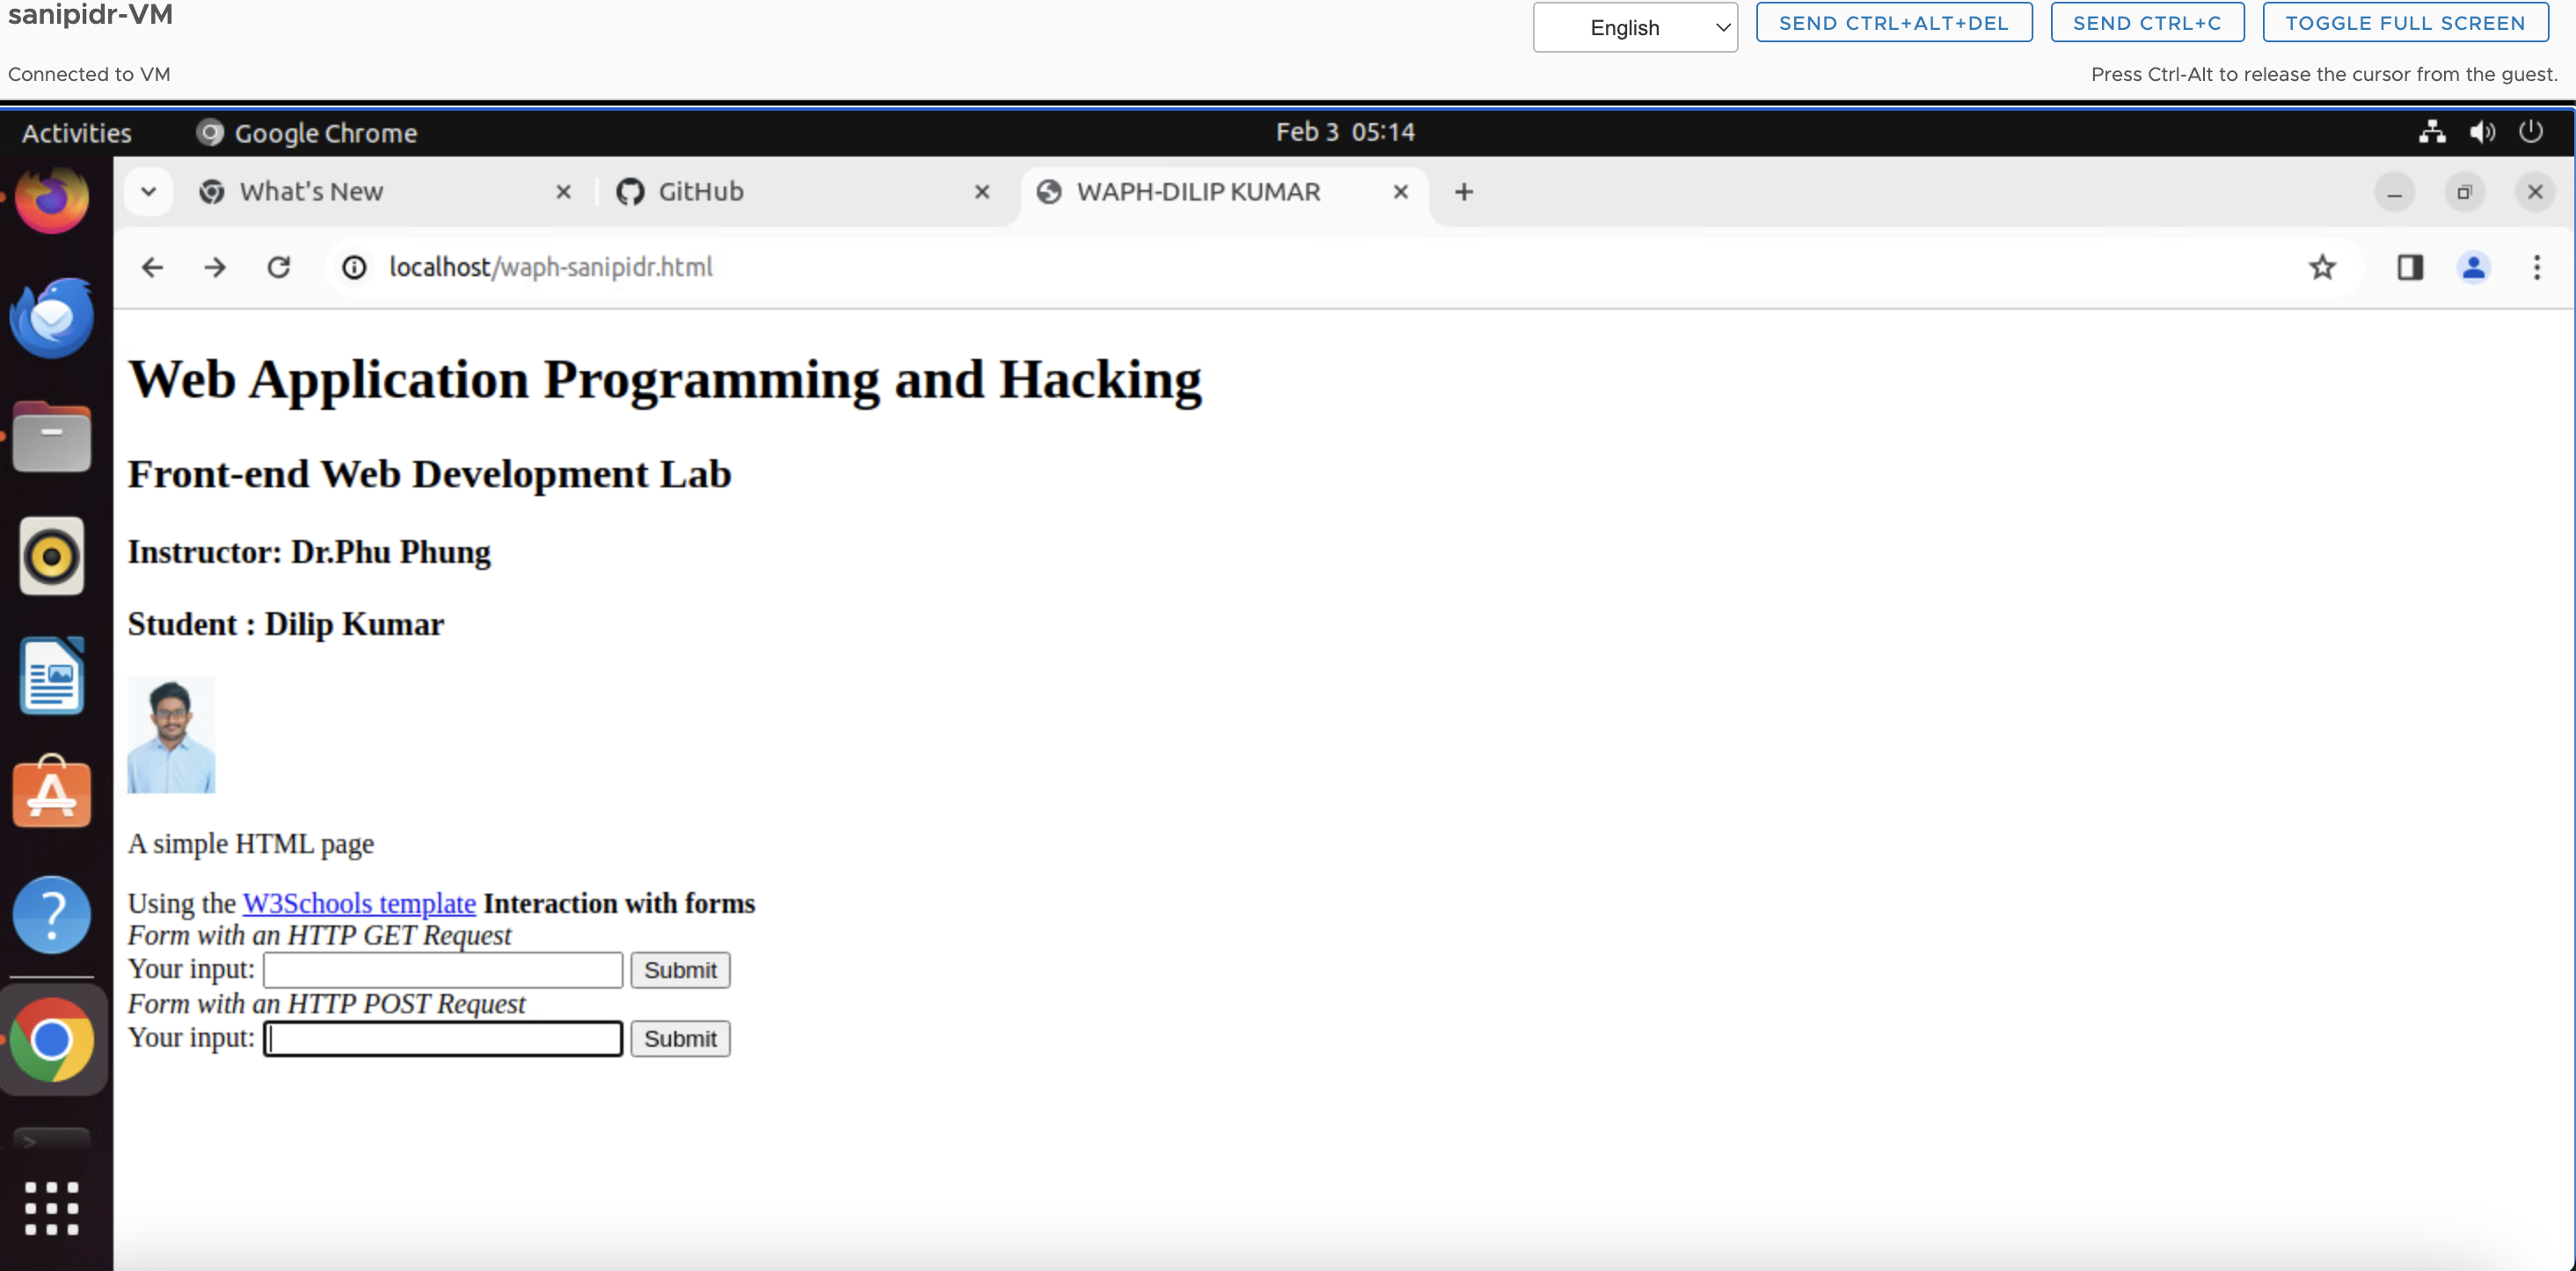 sanipidr-VM
English
SEND CTRL+ALT+DEL
SEND CTRL+C
TOGGLE FULL SCREEN
Connected to VM
Press Ctrl-Alt to release the cursor from the guest.
Activities
Google Chrome
Feb 3 05:14
What's New
GitHub
WAPH-DILIP KUMAR
localhost/waph-sanipidr.html
Web Application Programming and Hacking
Front-end Web Development Lab
Instructor: Dr.Phu Phung
Student : Dilip Kumar
A simple HTML page
Using the W3Schools template Interaction with forms
Form with an HTTP GET Request
Your input: Submit
Form with an HTTP POST Request
Your input: Submit